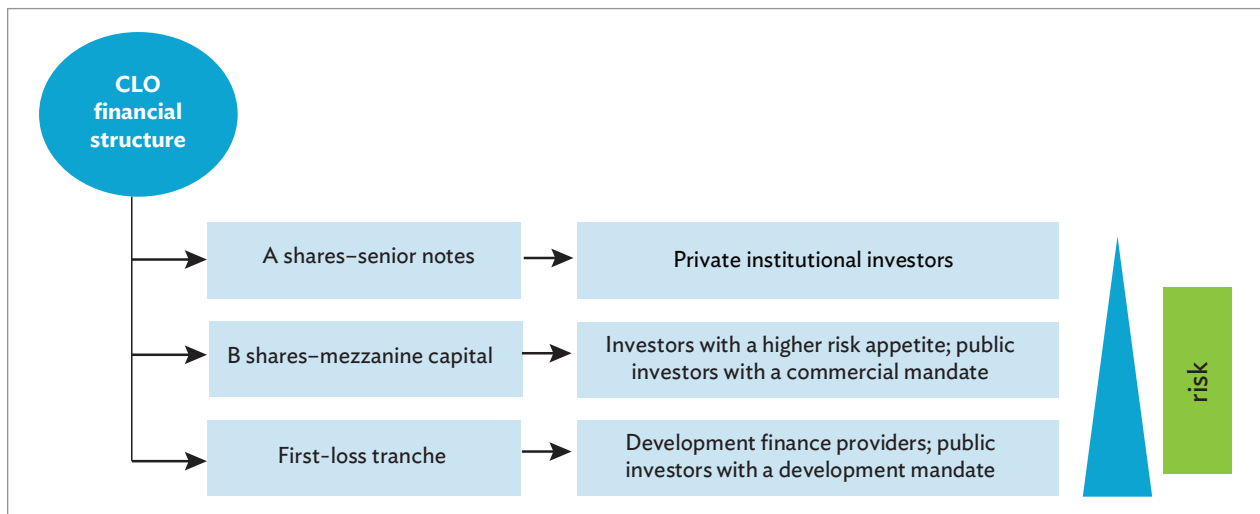 CLO
financial
structure
A shares–senior notes
Private institutional investors
B shares–mezzanine capital
Investors with a higher risk appetite; public
investors with a commercial mandate
First-loss tranche
Development finance providers; public
investors with a development mandate
risk